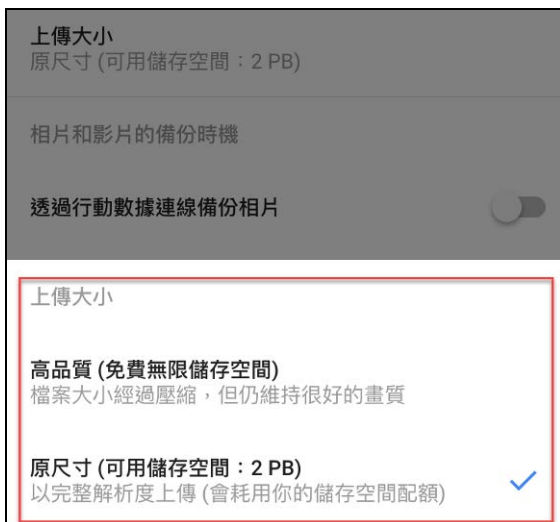 上傳大小
原尺寸 (可用儲存空間：2 PB)
相片和影片的備份時機
透過行動數據連線備份相片
上傳大小
高品質 (免費無限儲存空間)
檔案大小經過壓縮，但仍維持很好的畫質
原尺寸 (可用儲存空間：2 PB)
以完整解析度上傳 (會耗用你的儲存空間配額)